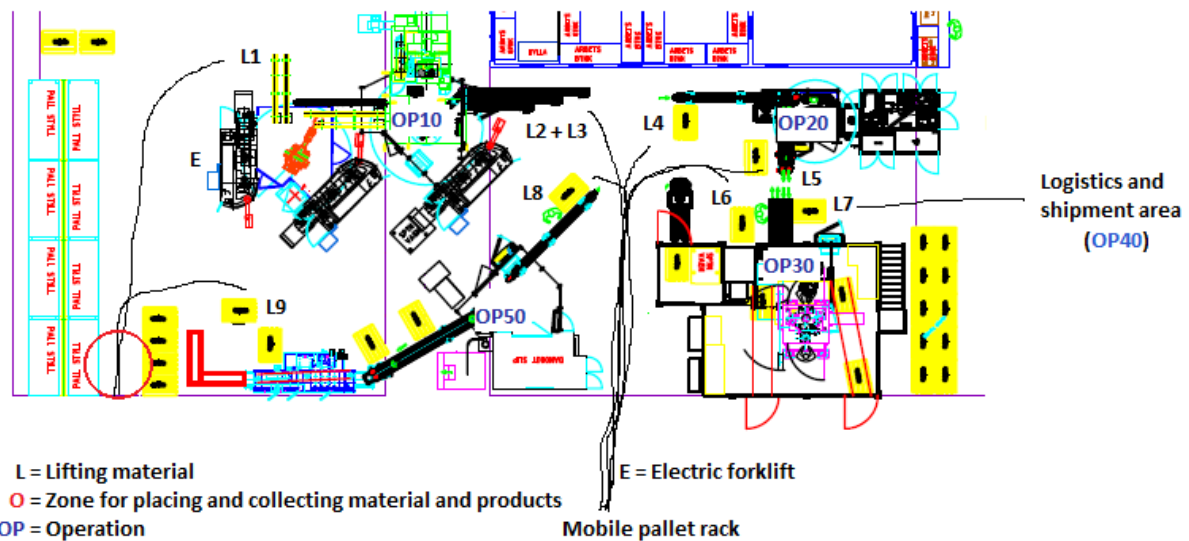 L1
OP10
L2 + L3
L4
OP20
E
L8
L6
L5
L7
Logistics and
shipment area
(OP40)
PALL STILL
PALL STILL
PALL STILL
PALL STILL
PALL STILL
PALL STILL
PALL STILL
PALL STILL
OP30
L9
OP50
L = Lifting material
E = Electric forklift
O = Zone for placing and collecting material and products
OP = Operation
Mobile pallet rack